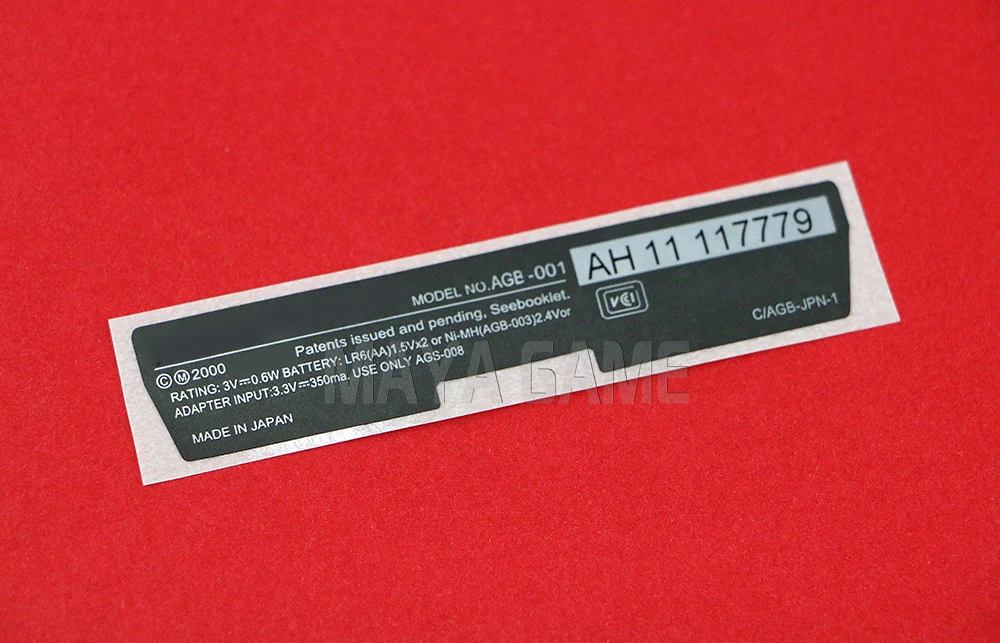 MODEL NO.AGB-001
AH 11 117779
Patents issued and pending, Seebooklet.
VCI
©Ⓜ2000
RATING: 3V⎓0.6W BATTERY: LR6(AA)1.5Vx2 or Ni-MH(AGB-003)2.4Vor
ADAPTER INPUT:3.3V⎓350ma. USE ONLY AGS-008
C/AGB-JPN-1
MADE IN JAPAN
MAYA GAME